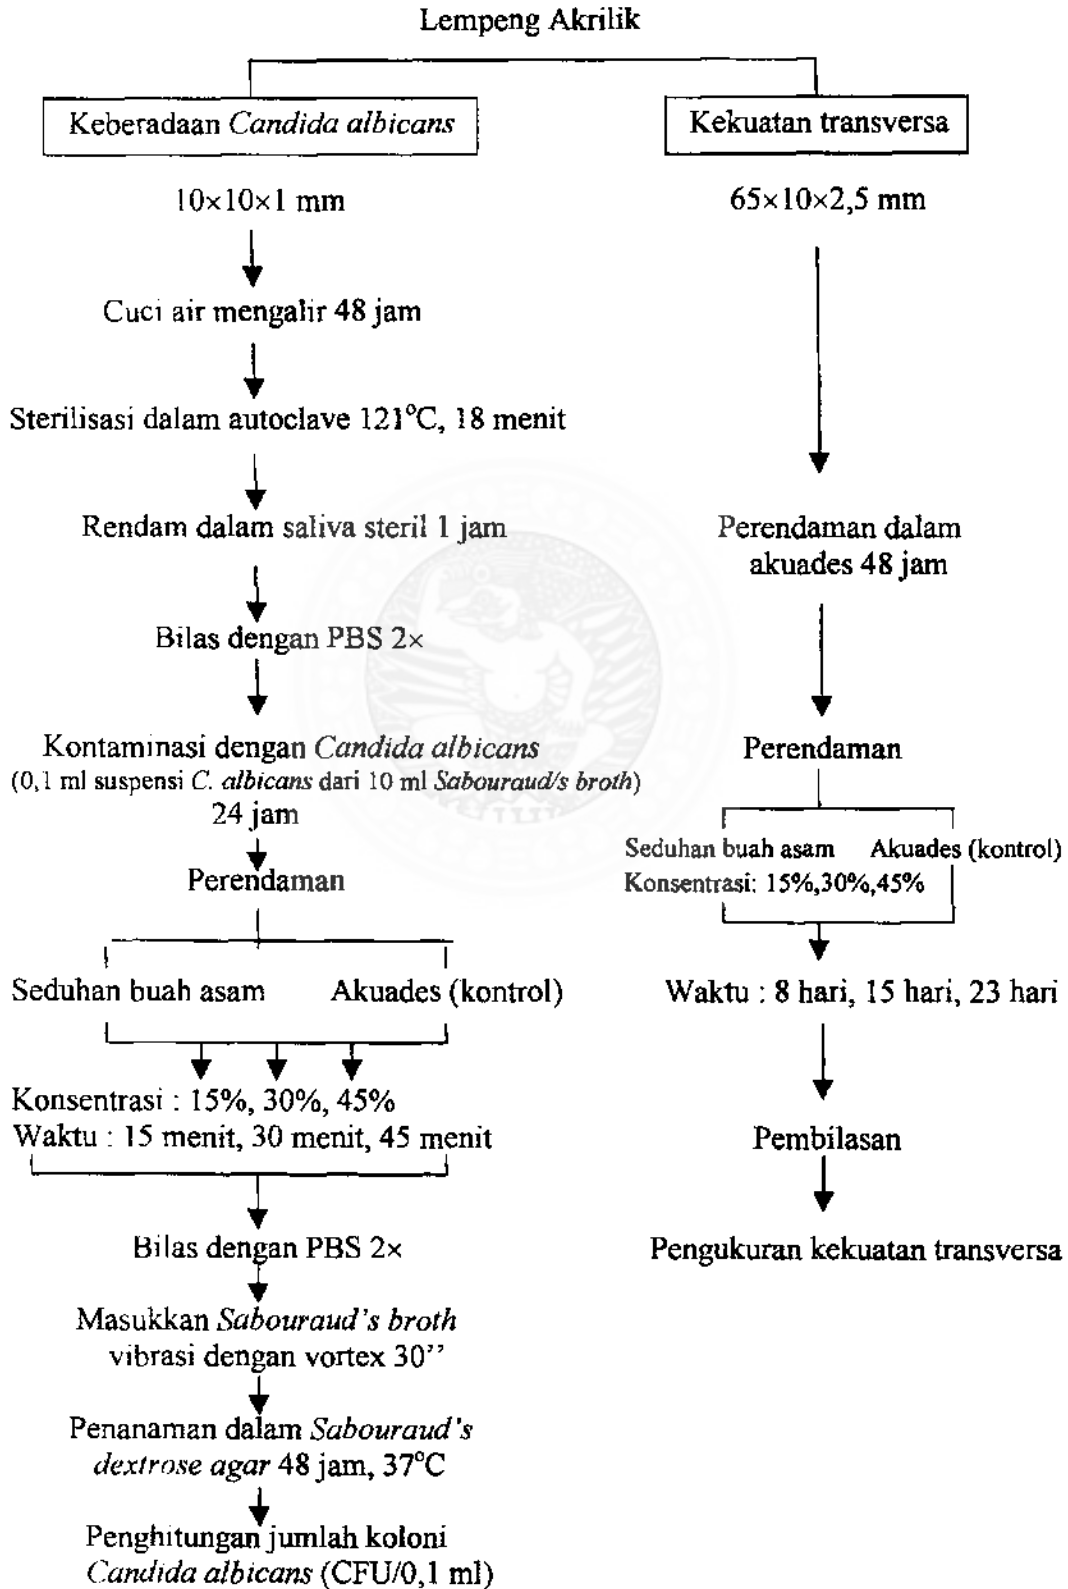 Lempeng Akrilik
Keberadaan Candida albicans
10×10×1 mm
Cuci air mengalir 48 jam
Sterilisasi dalam autoclave 121°C, 18 menit
Rendam dalam saliva steril 1 jam
Bilas dengan PBS 2×
Kontaminasi dengan Candida albicans
(0,1 ml suspensi C. albicans dari 10 ml Sabouraud/s broth)
24 jam
Perendaman
Seduhan buah asam Akuades (kontrol)
Konsentrasi : 15%, 30%, 45%
Waktu : 15 menit, 30 menit, 45 menit
Bilas dengan PBS 2×
Masukkan Sabouraud's broth
vibrasi dengan vortex 30’’
Penanaman dalam Sabouraud's
dextrose agar 48 jam, 37°C
Penghitungan jumlah koloni
Candida albicans (CFU/0,1 ml)
Kekuatan transversa
65×10×2,5 mm
Perendaman dalam
akuades 48 jam
Perendaman
Seduhan buah asam Akuades (kontrol)
Konsentrasi: 15%,30%,45%
Waktu : 8 hari, 15 hari, 23 hari
Pembilasan
Pengukuran kekuatan transversa